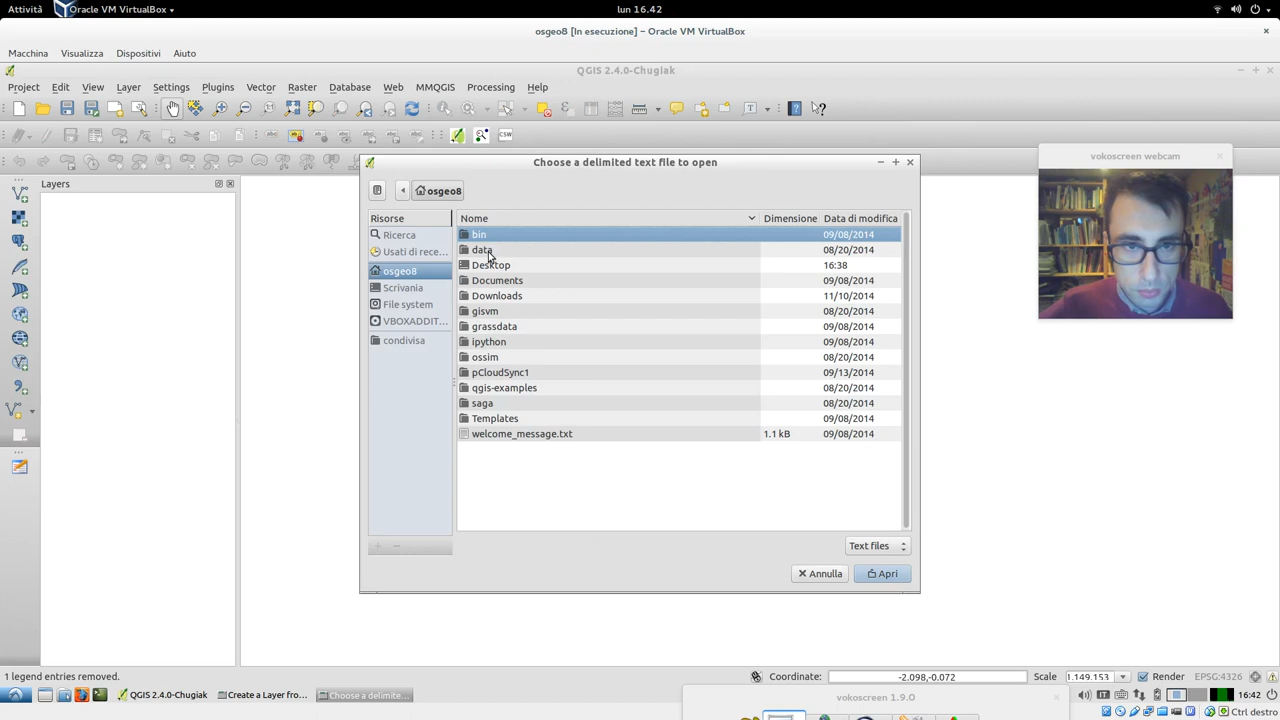 Attività Oracle VM VirtualBox lun 16.42
osgeo8 [In esecuzione] – Oracle VM VirtualBox
Macchina Visualizza Dispositivi Aiuto
QGIS 2.4.0-Chugiak
Project Edit View Layer Settings Plugins Vector Raster Database Web MMQGIS Processing Help
CSW
Layers
Choose a delimited text file to open
vokoscreen webcam
osgeo8
Risorse Nome Dimensione Data di modifica
Ricerca bin 09/08/2014
Usati di rece... data 08/20/2014
osgeo8 Desktop 16:38
Scrivania Documents 09/08/2014
File system Downloads 11/10/2014
VBOXADDIT... gisvm 08/20/2014
condivisa grassdata 09/08/2014
ipython 09/08/2014
ossim 08/20/2014
pCloudSync1 09/13/2014
qgis-examples 08/20/2014
saga 08/20/2014
Templates 09/08/2014
welcome_message.txt 1.1 kB 09/08/2014
Text files
Annulla Apri
1 legend entries removed. Coordinate: -2.098,-0.072 Scale 1.149.153 Render EPSG:4326
QGIS 2.4.0-Chugiak Create a Layer fro... Choose a delimite... vokoscreen 1.9.0 IT 16:42
Ctrl destro